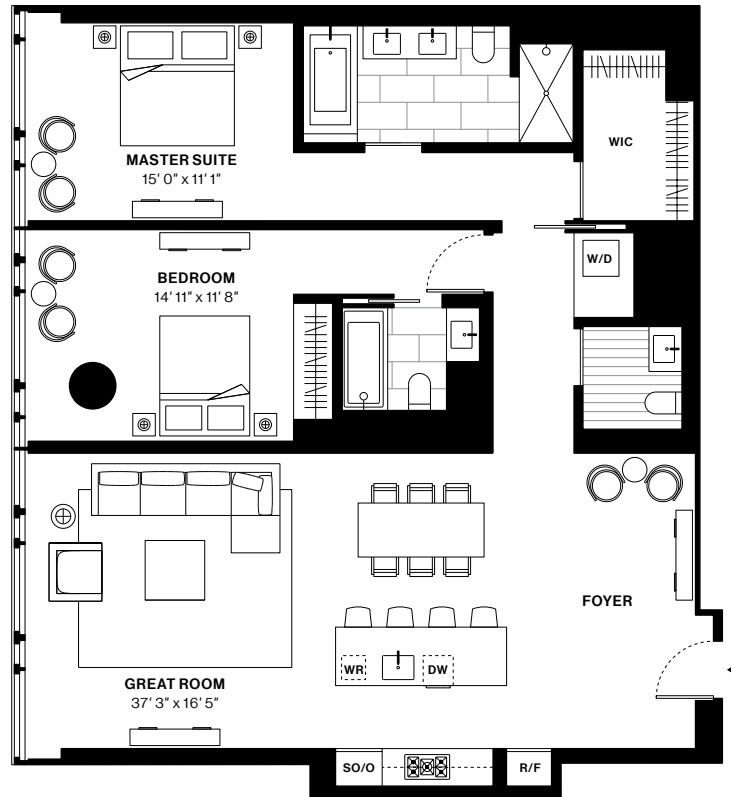 MASTER SUITE
15' 0" x 11' 1"
WIC
W/D
BEDROOM
14' 11" x 11' 8"
FOYER
WR
DW
GREAT ROOM
37' 3" x 16' 5"
SO/O
R/F